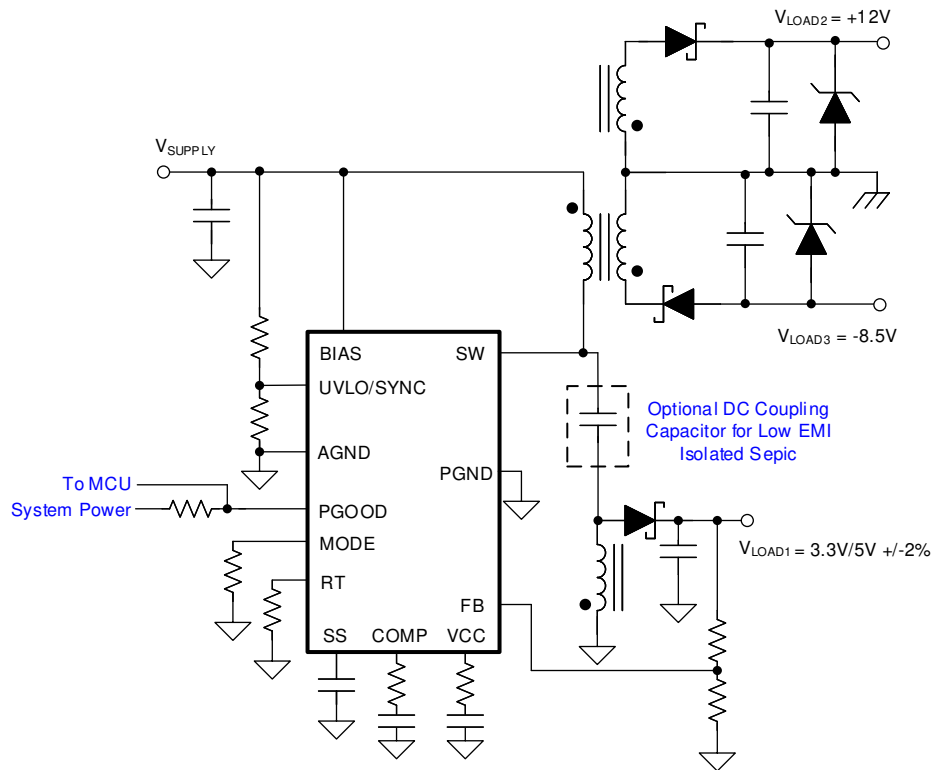 VLOAD2 = +12V
VSUPPLY
VLOAD3 = -8.5V
BIAS
SW
UVLO/SYNC
Optional DC Coupling
Capacitor for Low EMI
Isolated Sepic
AGND
PGND
To MCU
System Power
PGOOD
MODE
VLOAD1 = 3.3V/5V +/-2%
RT
FB
SS
COMP
VCC